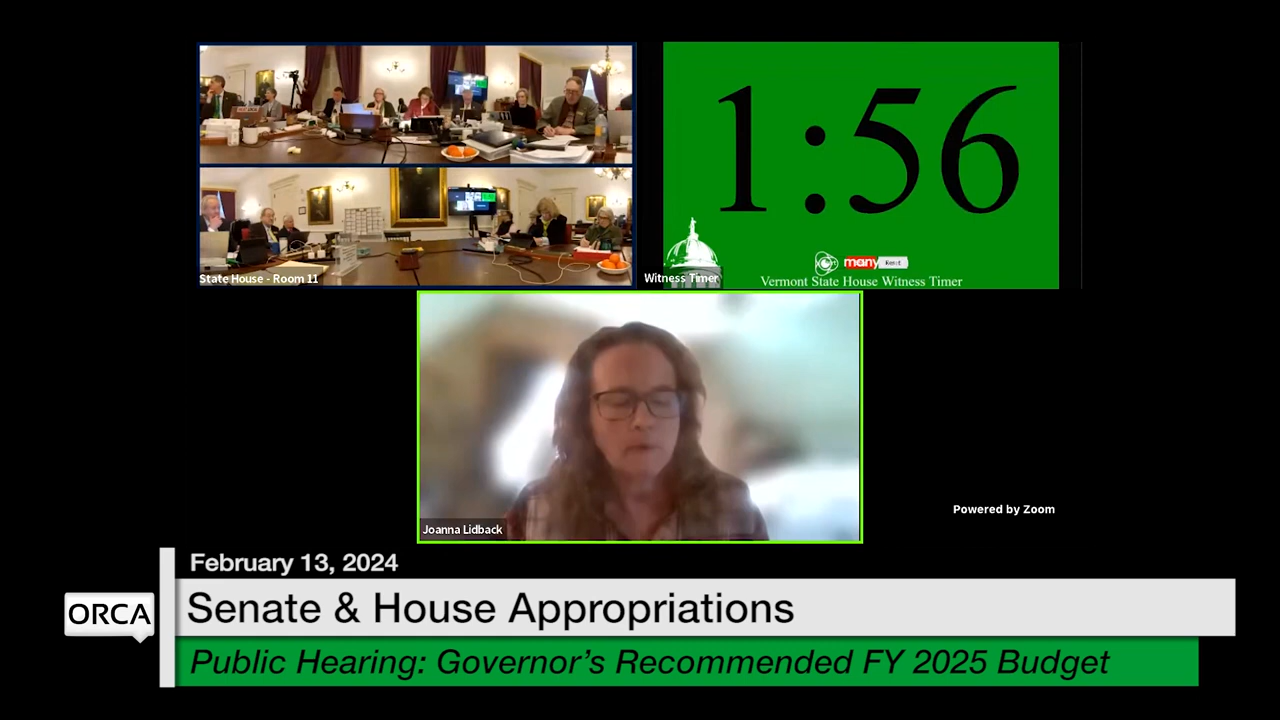 1:56
many
Vermont State House Witness Timer
State House - Room 11
Witness Timer
Joanna Lidback
Powered by Zoom
February 13, 2024
ORCA
Senate & House Appropriations
Public Hearing: Governor's Recommended FY 2025 Budget